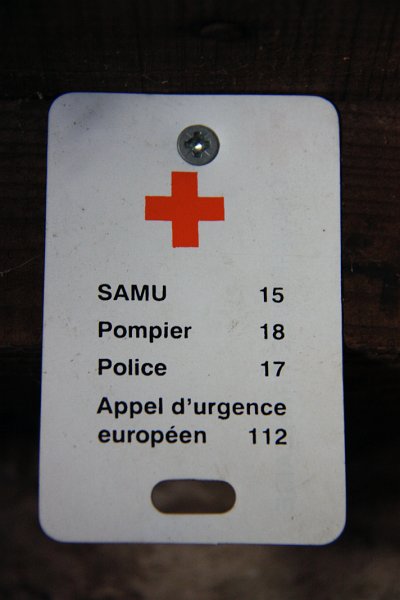 SAMU 15
Pompier 18
Police 17
Appel d'urgence
européen 112